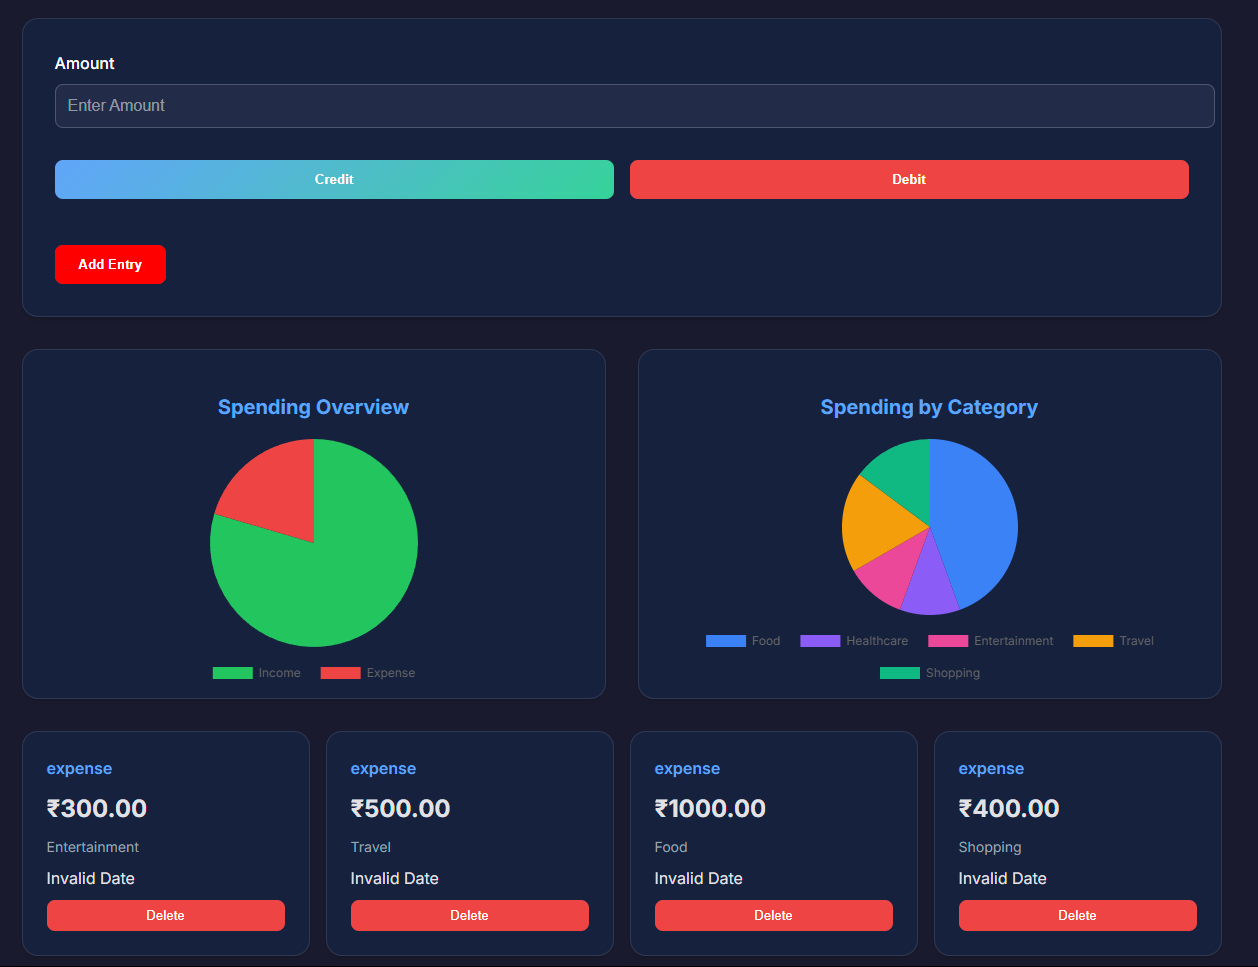 Amount
Enter Amount
Credit Debit
Add Entry
Spending Overview
Income Expense
Spending by Category
Food Healthcare Entertainment Travel
Shopping
expense
₹300.00
Entertainment
Invalid Date
Delete
expense
₹500.00
Travel
Invalid Date
Delete
expense
₹1000.00
Food
Invalid Date
Delete
expense
₹400.00
Shopping
Invalid Date
Delete